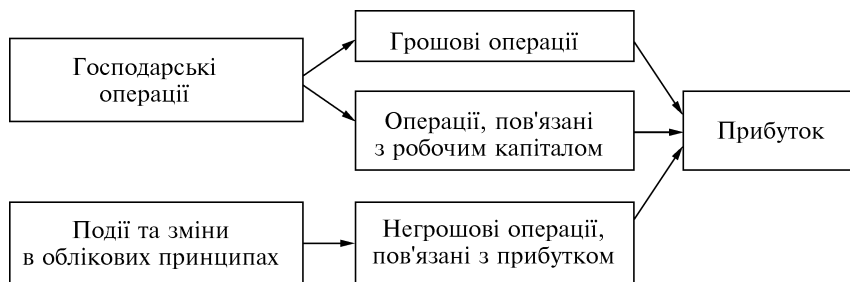 Господарські
операції
Грошові операції
Операції, пов'язані
з робочим капіталом
Прибуток
Події та зміни
в облікових принципах
Негрошові операції,
пов'язані з прибутком